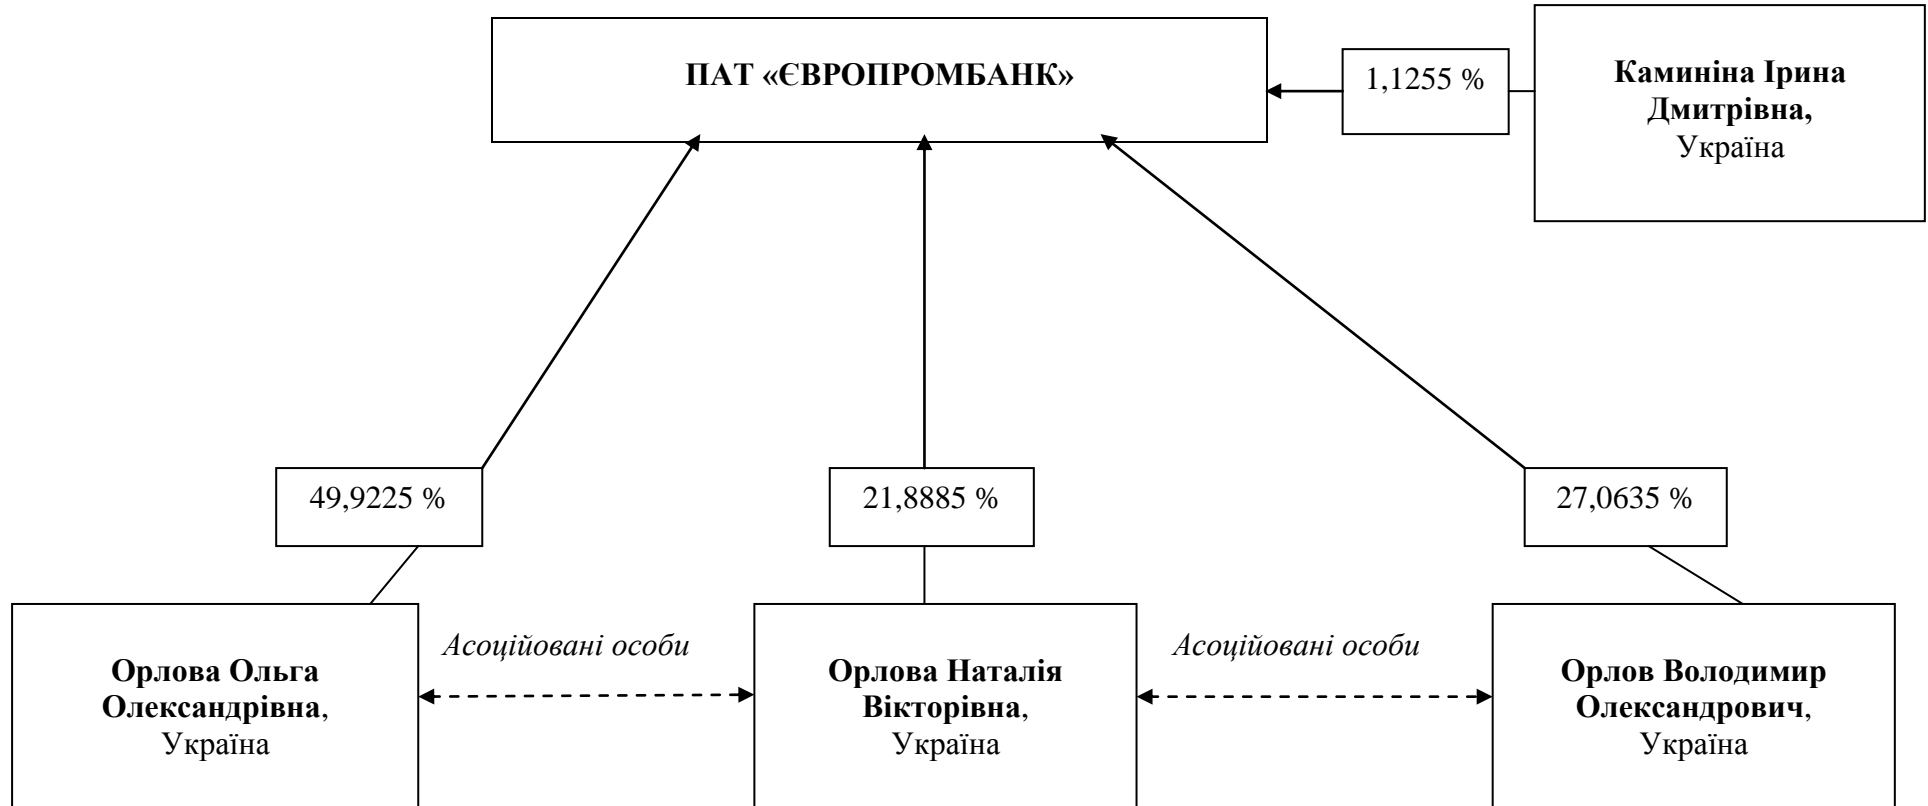 ПАТ «ЄВРОПРОМБАНК»
1,1255 %
Каминіна Ірина
Дмитрівна,
Україна
49,9225 %
21,8885 %
27,0635 %
Асоційовані особи
Асоційовані особи
Орлова Ольга
Олександрівна,
Україна
Орлова Наталія
Вікторівна,
Україна
Орлов Володимир
Олександрович,
Україна